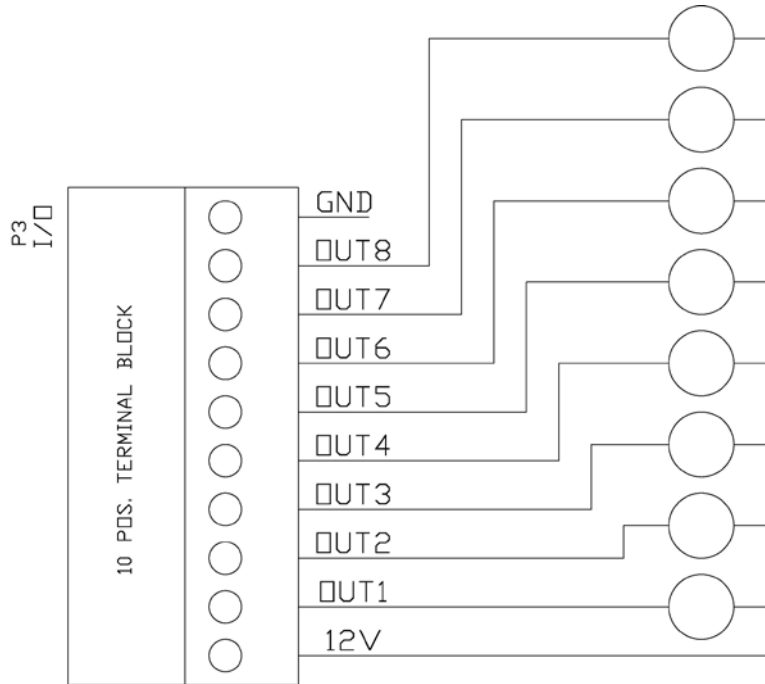 P3
I/O
10 POS. TERMINAL BLOCK
GND
OUT8
OUT7
OUT6
OUT5
OUT4
OUT3
OUT2
OUT1
12V